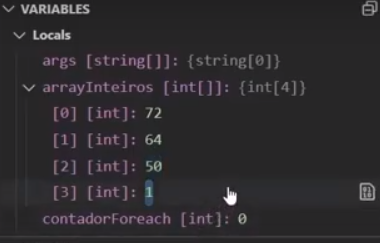 VARIABLES
Locals
args [string[]]: {string[0]}
arrayInteiros [int[]]: {int[4]}
[0] [int]: 72
[1] [int]: 64
[2] [int]: 50
[3] [int]: 1
contadorForeach [int]: 0